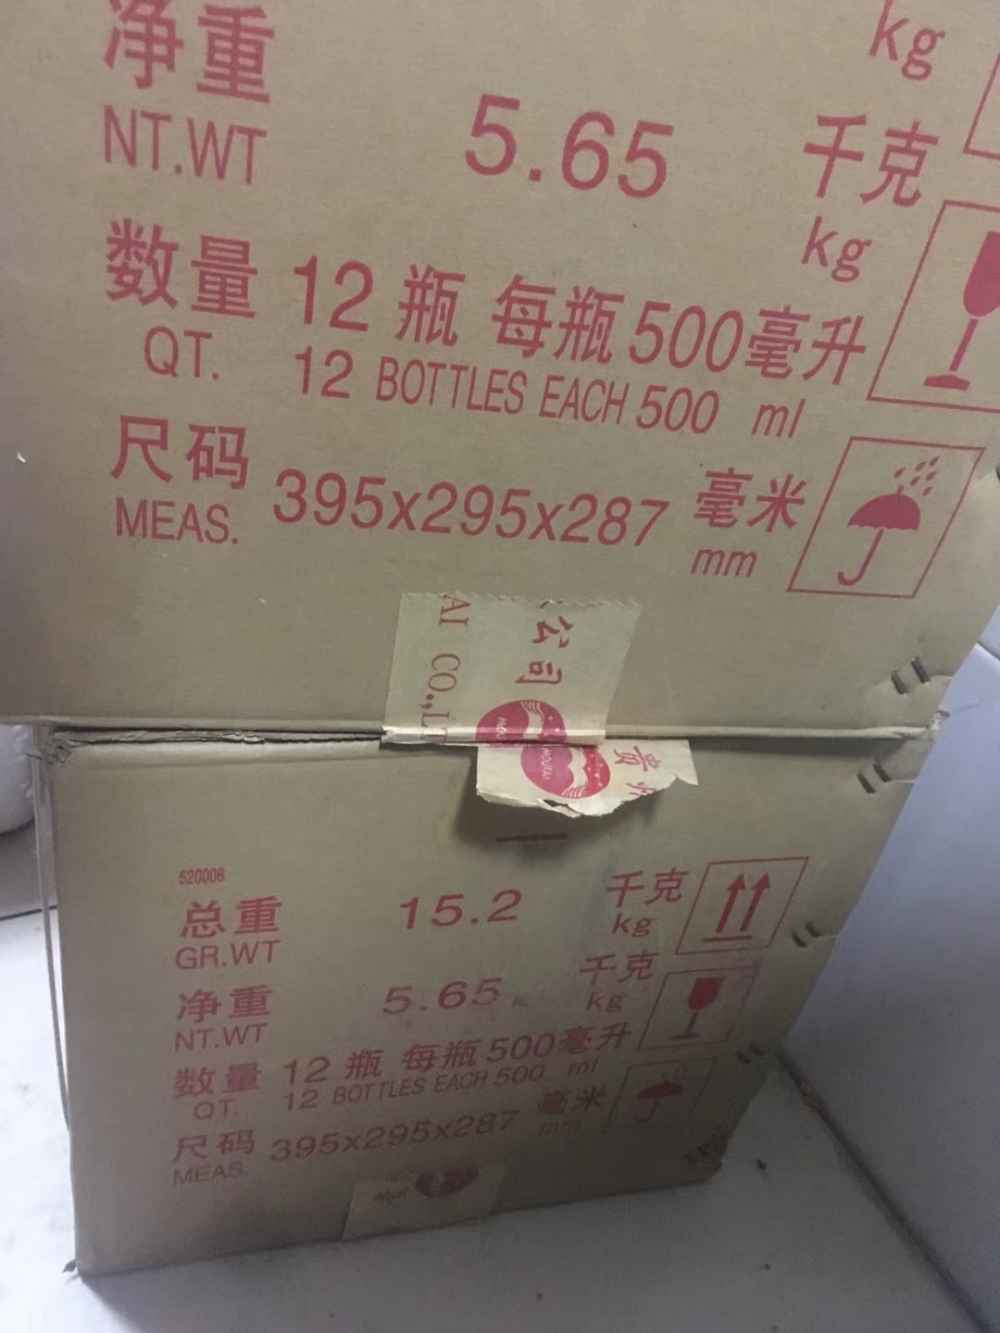 kg
净重 5.65 千克
NT.WT kg
数量 12瓶 每瓶500毫升
QT. 12 BOTTLES EACH 500 ml
尺码 395x295x287 毫米
MEAS. mm
公司
AI CO.,L
贵州
520008
总重 15.2 千克
GR.WT kg
净重 5.65 千克
NT.WT kg
数量 12瓶 每瓶500毫升
QT. 12 BOTTLES EACH 500 ml
尺码 395x295x287 毫米
MEAS. mm